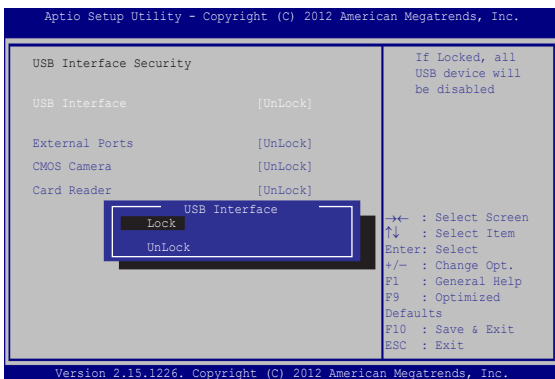 Aptio Setup Utility - Copyright (C) 2012 American Megatrends, Inc.
USB Interface Security
USB Interface [UnLock]
External Ports [UnLock]
CMOS Camera [UnLock]
Card Reader [UnLock]
USB Interface
Lock
UnLock
If Locked, all
USB device will
be disabled
→← : Select Screen
↑↓ : Select Item
Enter: Select
+/— : Change Opt.
F1 : General Help
F9 : Optimized
Defaults
F10 : Save & Exit
ESC : Exit
Version 2.15.1226. Copyright (C) 2012 American Megatrends, Inc.